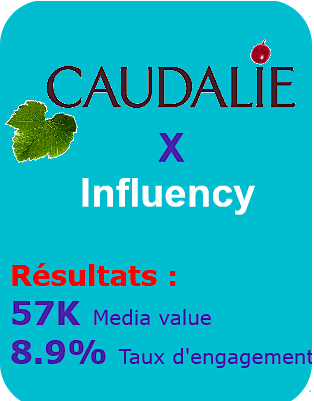 CAUDALIE
X
Influency
Résultats :
57K Media value
8.9% Taux d'engagement